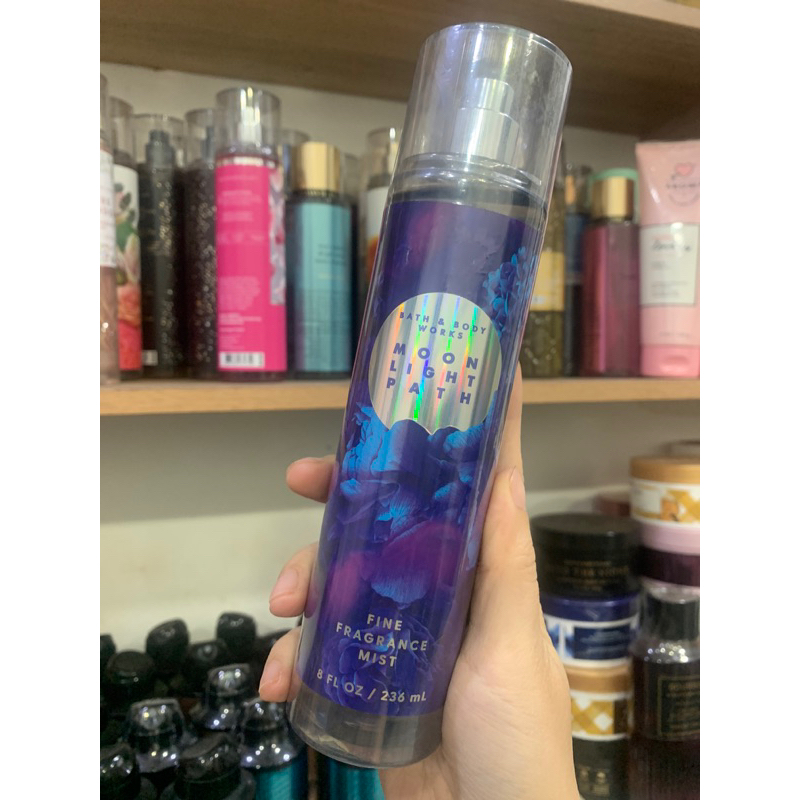 BATH & BODY
WORKS
MOON
LIGHT
PATH
FINE
FRAGRANCE
MIST
8 FL OZ / 236 mL